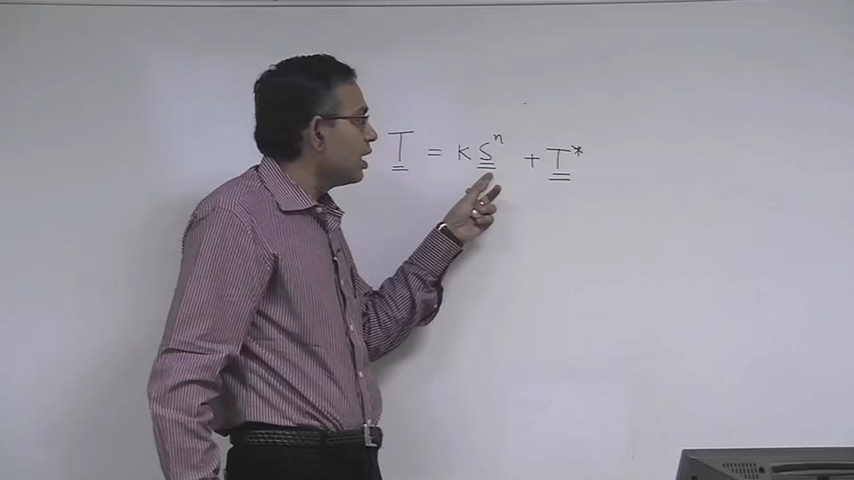 T = K S^n + T*